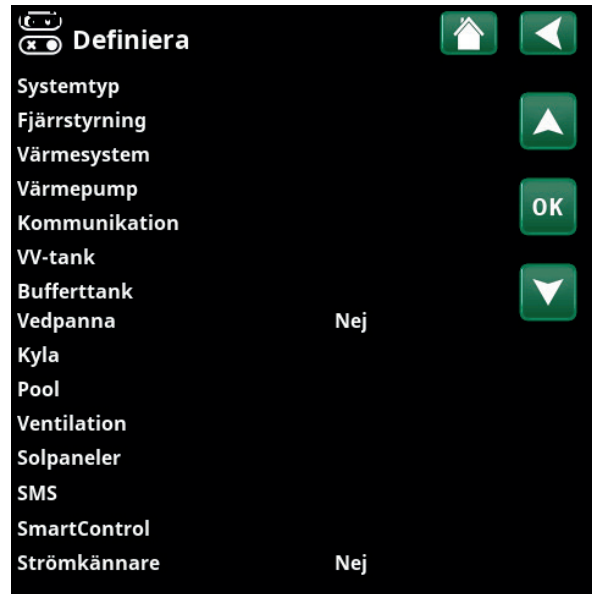 Definiera
Systemtyp
Fjärrstyrning
Värmesystem
Värmepump
OK
Kommunikation
VV-tank
Bufferttank
Vedpanna Nej
Kyla
Pool
Ventilation
Solpaneler
SMS
SmartControl
Strömkännare Nej